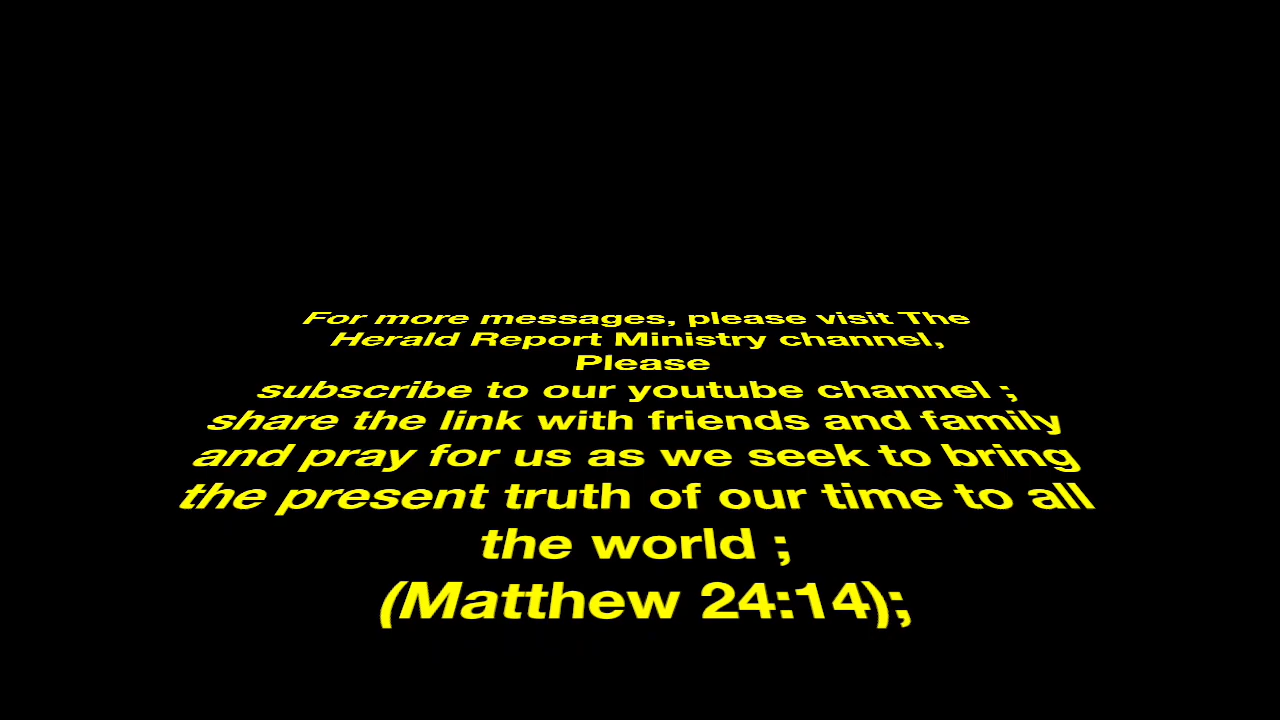 For more messages, please visit The
Herald Report Ministry channel,
Please
subscribe to our youtube channel ;
share the link with friends and family
and pray for us as we seek to bring
the present truth of our time to all
the world ;
(Matthew 24:14);